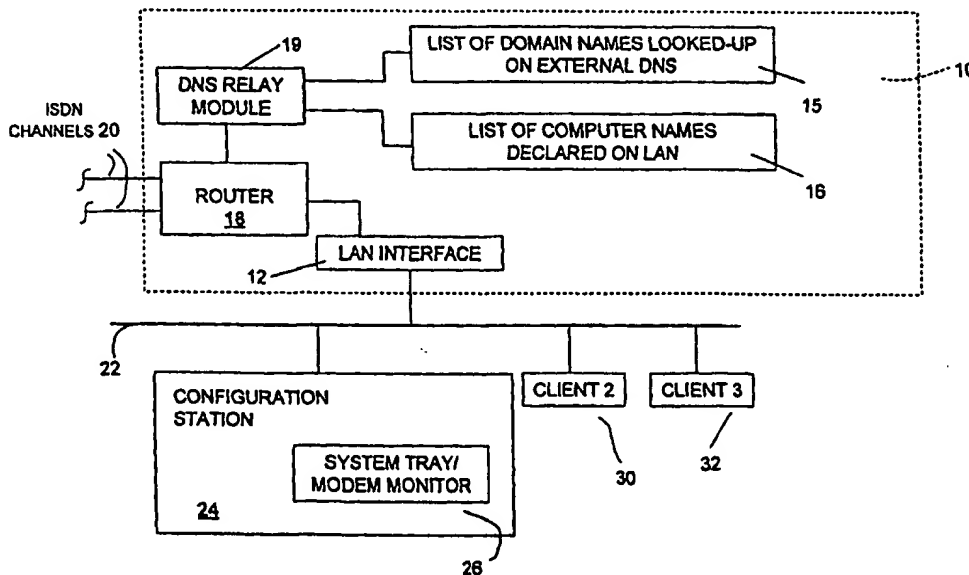 19
LIST OF DOMAIN NAMES LOOKED-UP
ON EXTERNAL DNS
10
DNS RELAY
MODULE
15
ISDN
CHANNELS 20
LIST OF COMPUTER NAMES
DECLARED ON LAN
16
ROUTER
18
LAN INTERFACE
12
22
CONFIGURATION
STATION
CLIENT 2
CLIENT 3
30
32
SYSTEM TRAY/
MODEM MONITOR
24
26